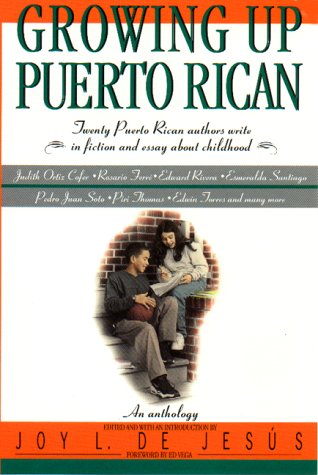 GROWING UP
PUERTO RICAN
Twenty Puerto Rican authors write
in fiction and essay about childhood
Judith Ortiz Cofer • Rosario Ferré • Edward Rivera • Esmeralda Santiago
Pedro Juan Soto • Piri Thomas • Edwin Torres and many more
An anthology
EDITED AND WITH AN INTRODUCTION BY
JOY L. DE JESÚS
FOREWORD BY ED VEGA